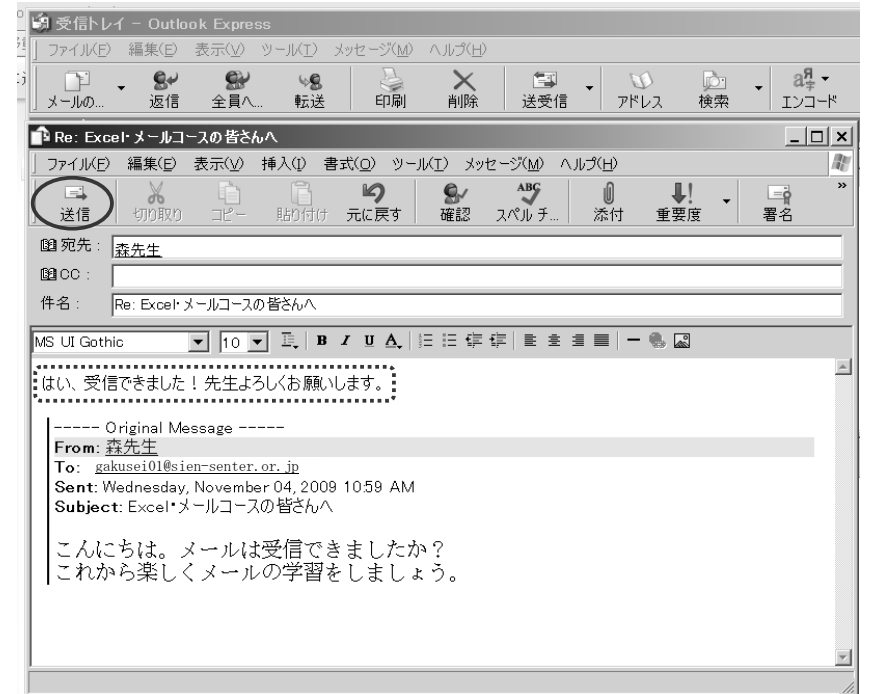 受信トレイ - Outlook Express
ファイル(F) 編集(E) 表示(V) ツール(T) メッセージ(M) ヘルプ(H)
メールの... 返信 全員へ... 転送 印刷 削除 送受信 アドレス 検索 エンコード
Re: Excel・メールコースの皆さんへ
ファイル(F) 編集(E) 表示(V) 挿入(I) 書式(O) ツール(T) メッセージ(M) ヘルプ(H)
送信 切り取り コピー 貼り付け 元に戻す 確認 スペル チ... 添付 重要度 署名
宛先: 森先生
CC:
件名: Re: Excel・メールコースの皆さんへ
MS UI Gothic 10 B I U A
はい、受信できました！先生よろしくお願いします。
----- Original Message -----
From: 森先生
To: gakusei01@sien-senter.or.jp
Sent: Wednesday, November 04, 2009 10:59 AM
Subject: Excel・メールコースの皆さんへ
こんにちは。メールは受信できましたか？
これから楽しくメールの学習をしましょう。